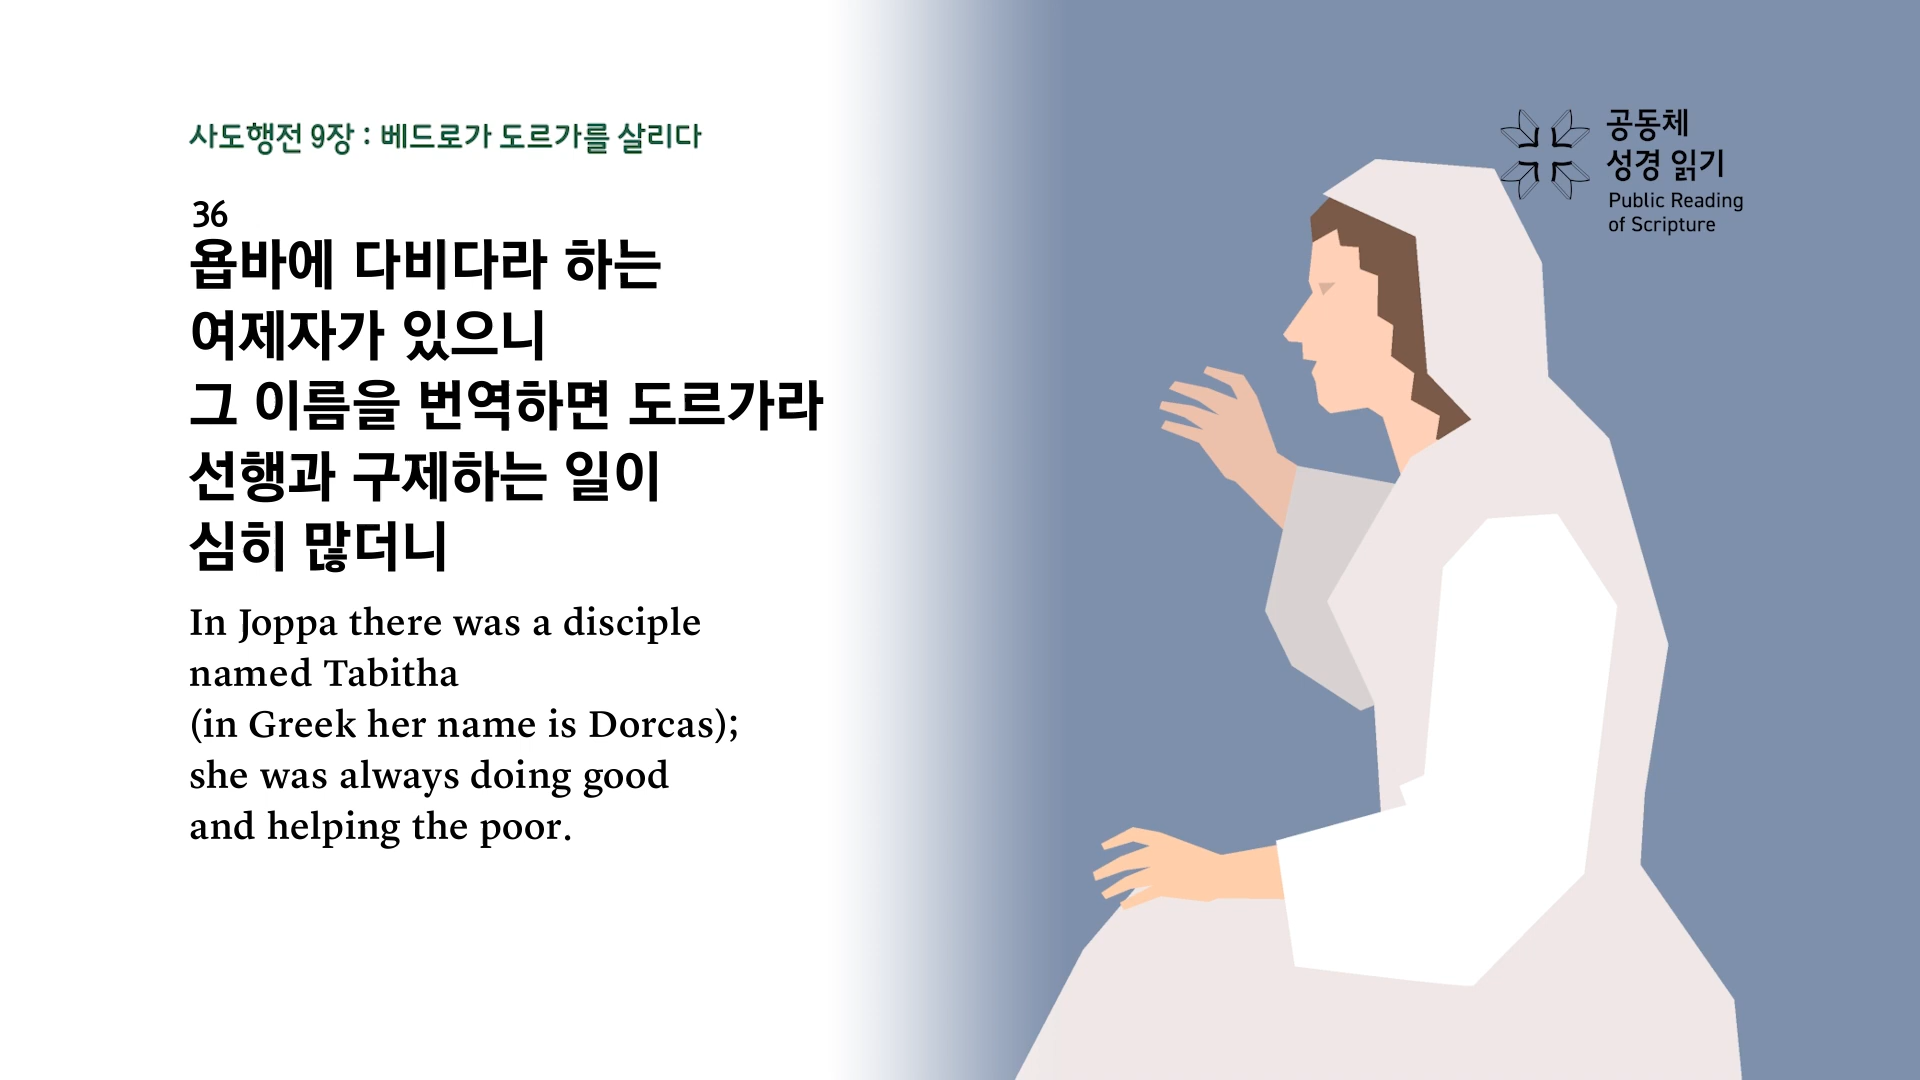 사도행전 9장 : 베드로가 도르가를 살리다
36
욥바에 다비다라 하는
여제자가 있으니
그 이름을 번역하면 도르가라
선행과 구제하는 일이
심히 많더니
In Joppa there was a disciple
named Tabitha
(in Greek her name is Dorcas);
she was always doing good
and helping the poor.
공동체
성경 읽기
Public Reading
of Scripture